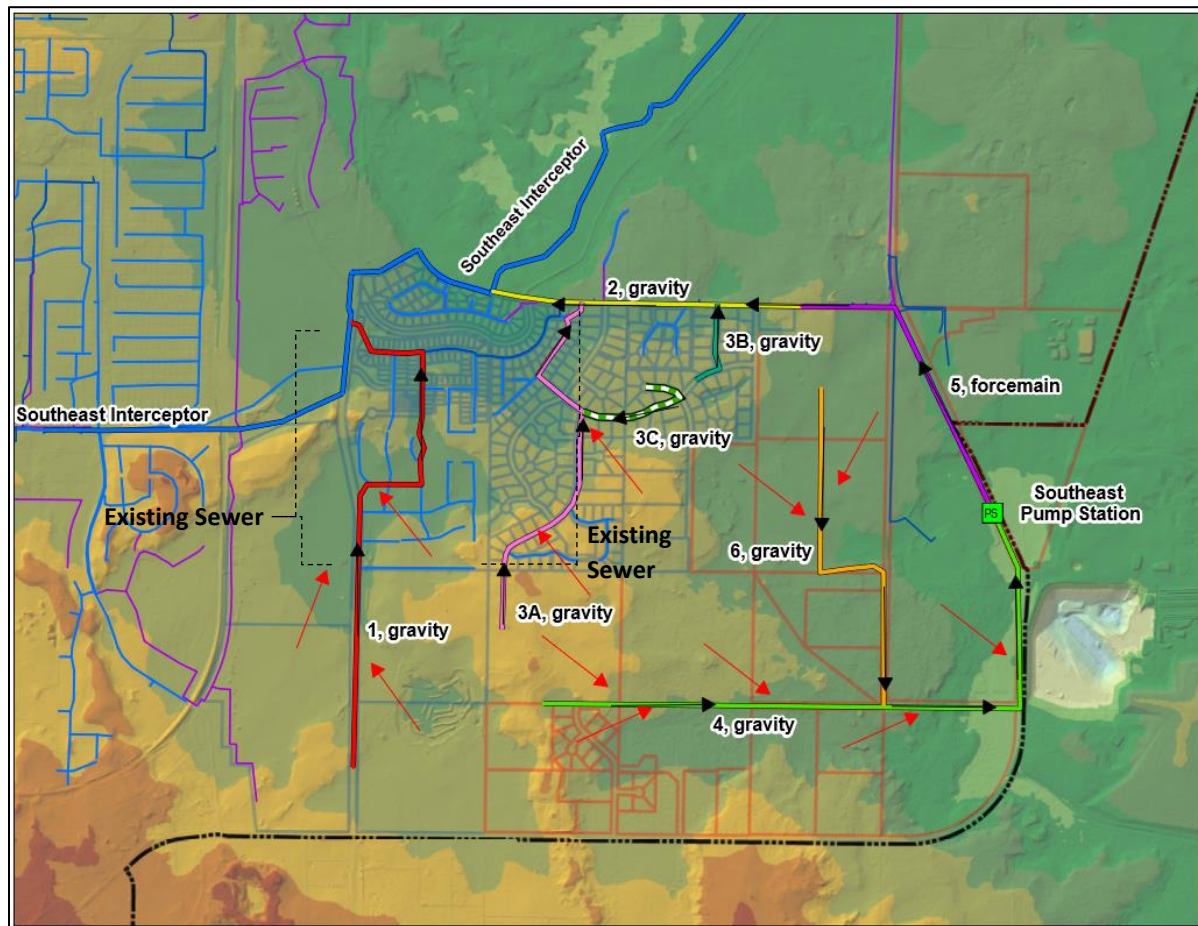 Southeast Interceptor
2, gravity
3B, gravity
5, forcemain
Southeast Interceptor
3C, gravity
Southeast
Pump Station
PS
Existing Sewer
Existing
Sewer
6, gravity
3A, gravity
1, gravity
4, gravity